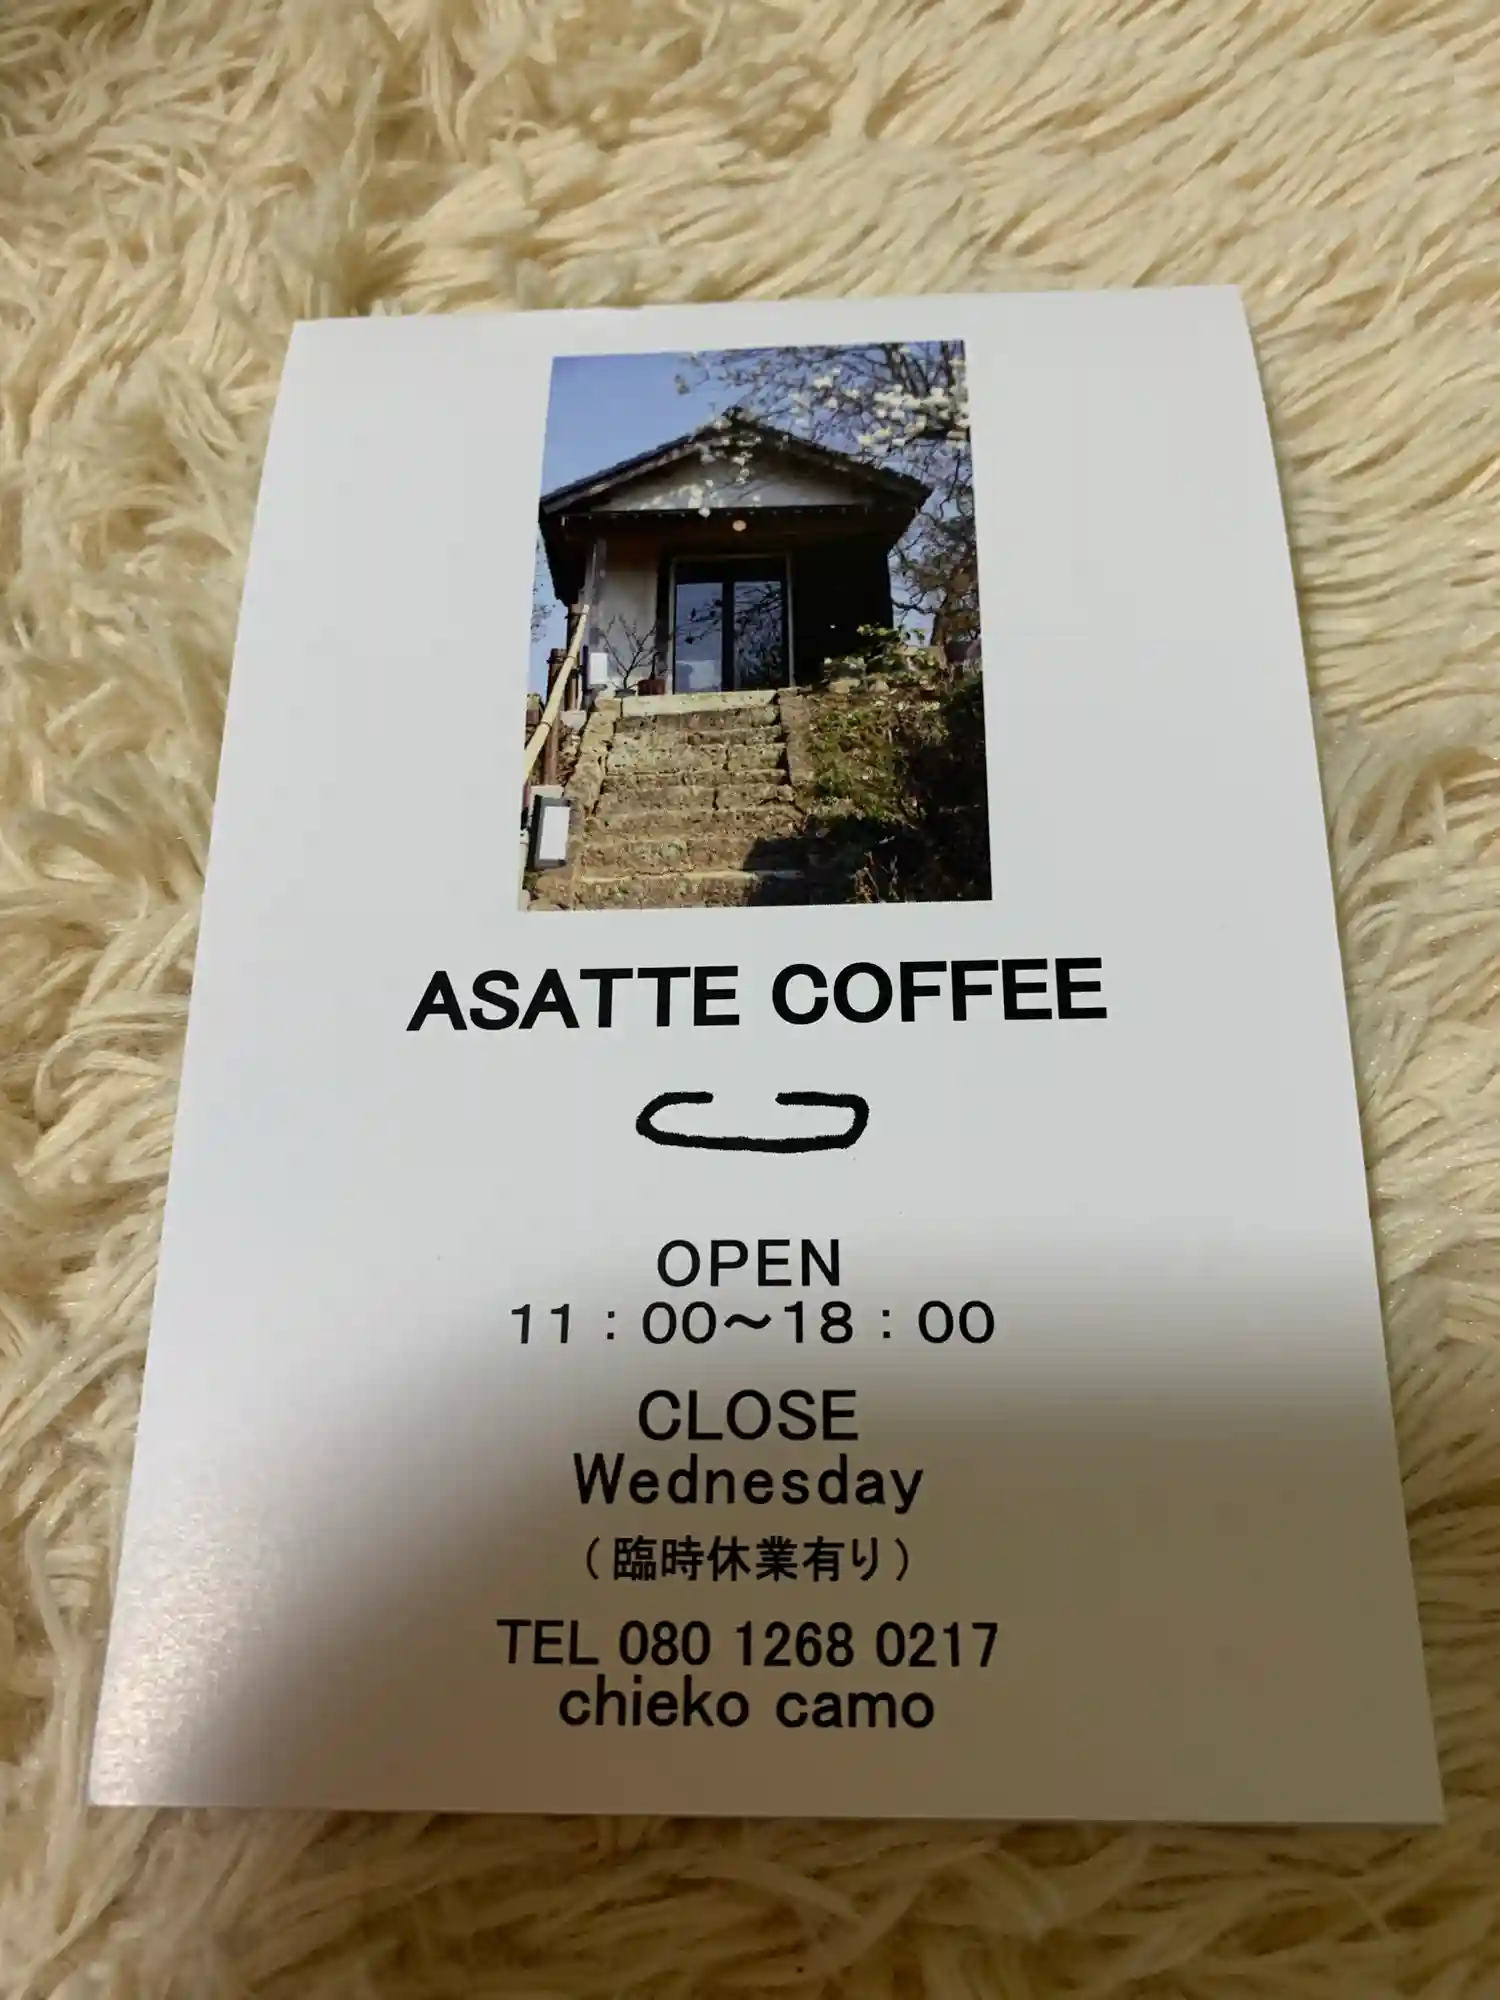 ASATTE COFFEE
OPEN
11：00～18：00
CLOSE
Wednesday
（臨時休業有り）
TEL 080 1268 0217
chieko camo